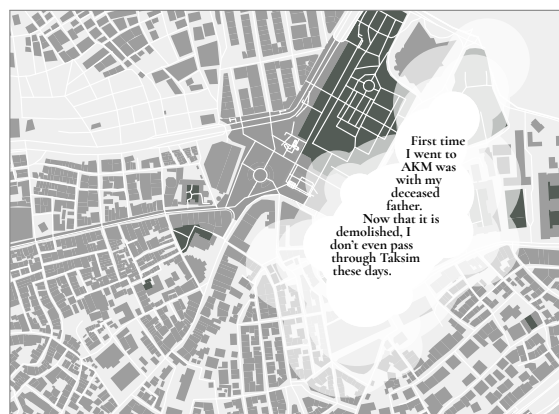 First time
I went to
AKM was
with my
deceased
father.
Now that it is
demolished, I
don't even pass
through Taksim
these days.